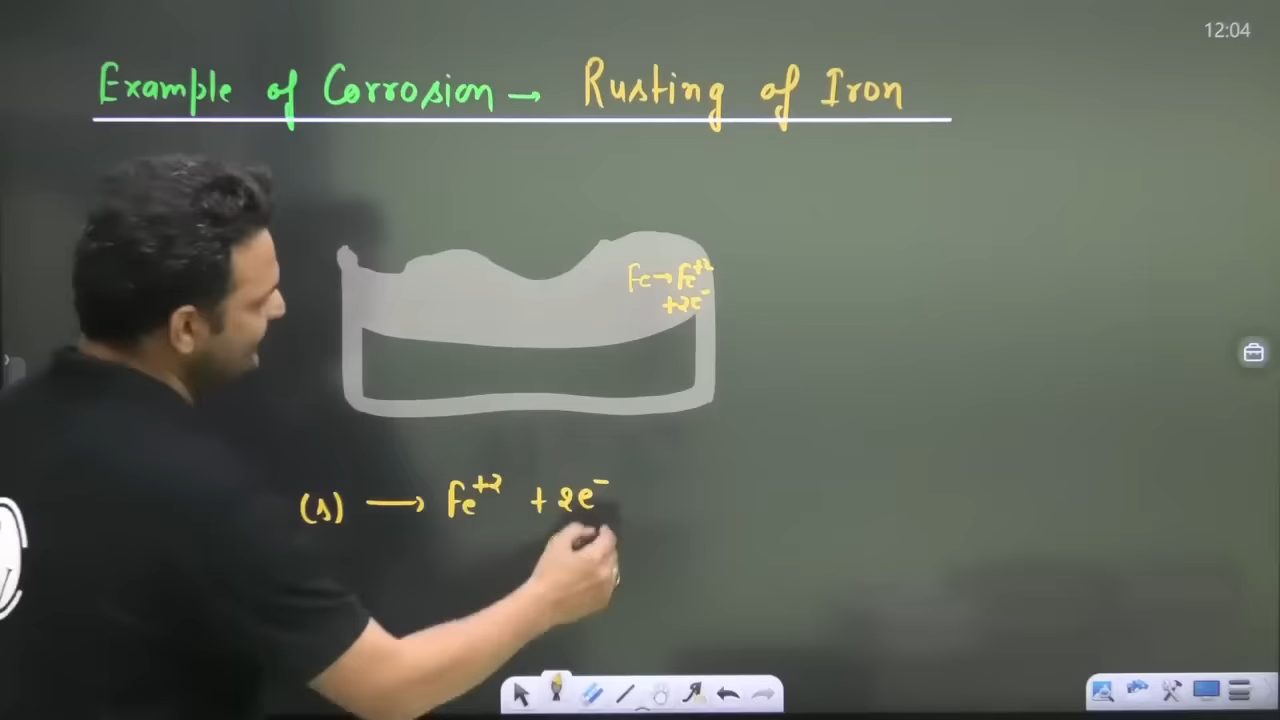 12:04
Example of Corrosion → Rusting of Iron
Fe → Fe⁺²
+2e⁻
(s) ⟶ Fe⁺² + 2e⁻